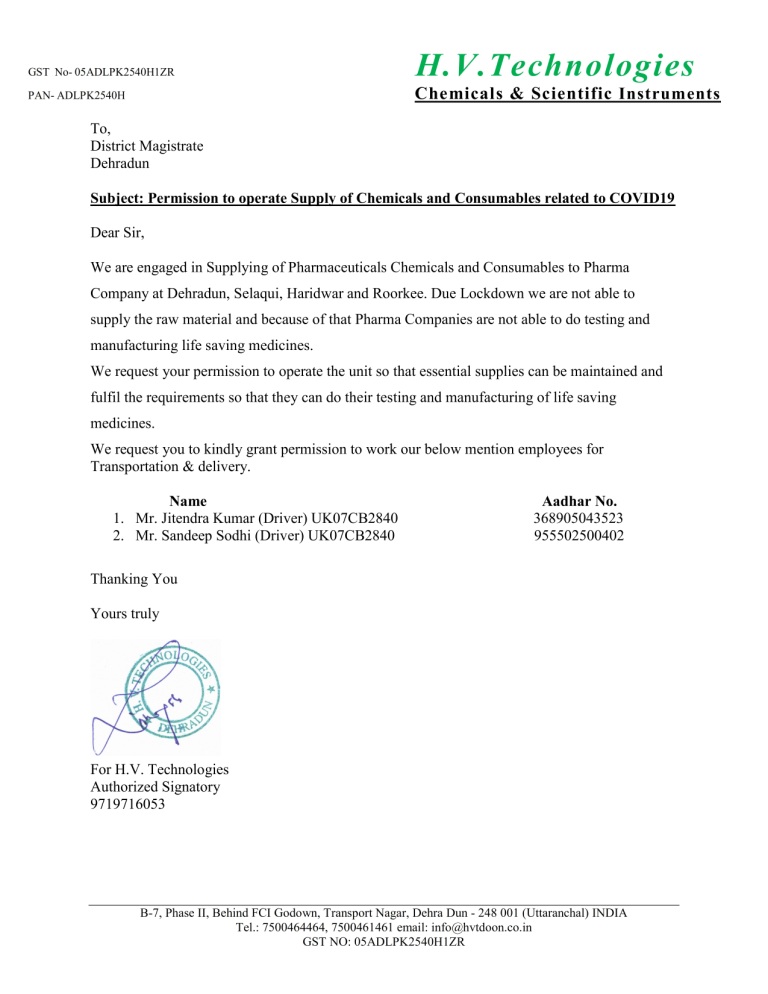 GST No- 05ADLPK2540H1ZR
PAN- ADLPK2540H
H.V.Technologies
Chemicals & Scientific Instruments
To,
District Magistrate
Dehradun
Subject: Permission to operate Supply of Chemicals and Consumables related to COVID19
Dear Sir,
We are engaged in Supplying of Pharmaceuticals Chemicals and Consumables to Pharma
Company at Dehradun, Selaqui, Haridwar and Roorkee. Due Lockdown we are not able to
supply the raw material and because of that Pharma Companies are not able to do testing and
manufacturing life saving medicines.
We request your permission to operate the unit so that essential supplies can be maintained and
fulfil the requirements so that they can do their testing and manufacturing of life saving
medicines.
We request you to kindly grant permission to work our below mention employees for
Transportation & delivery.
Name Aadhar No.
1. Mr. Jitendra Kumar (Driver) UK07CB2840 368905043523
2. Mr. Sandeep Sodhi (Driver) UK07CB2840 955502500402
Thanking You
Yours truly
H. V. TECHNOLOGIES
DEHRADUN
For H.V. Technologies
Authorized Signatory
9719716053
B-7, Phase II, Behind FCI Godown, Transport Nagar, Dehra Dun - 248 001 (Uttaranchal) INDIA
Tel.: 7500464464, 7500461461 email: info@hvtdoon.co.in
GST NO: 05ADLPK2540H1ZR